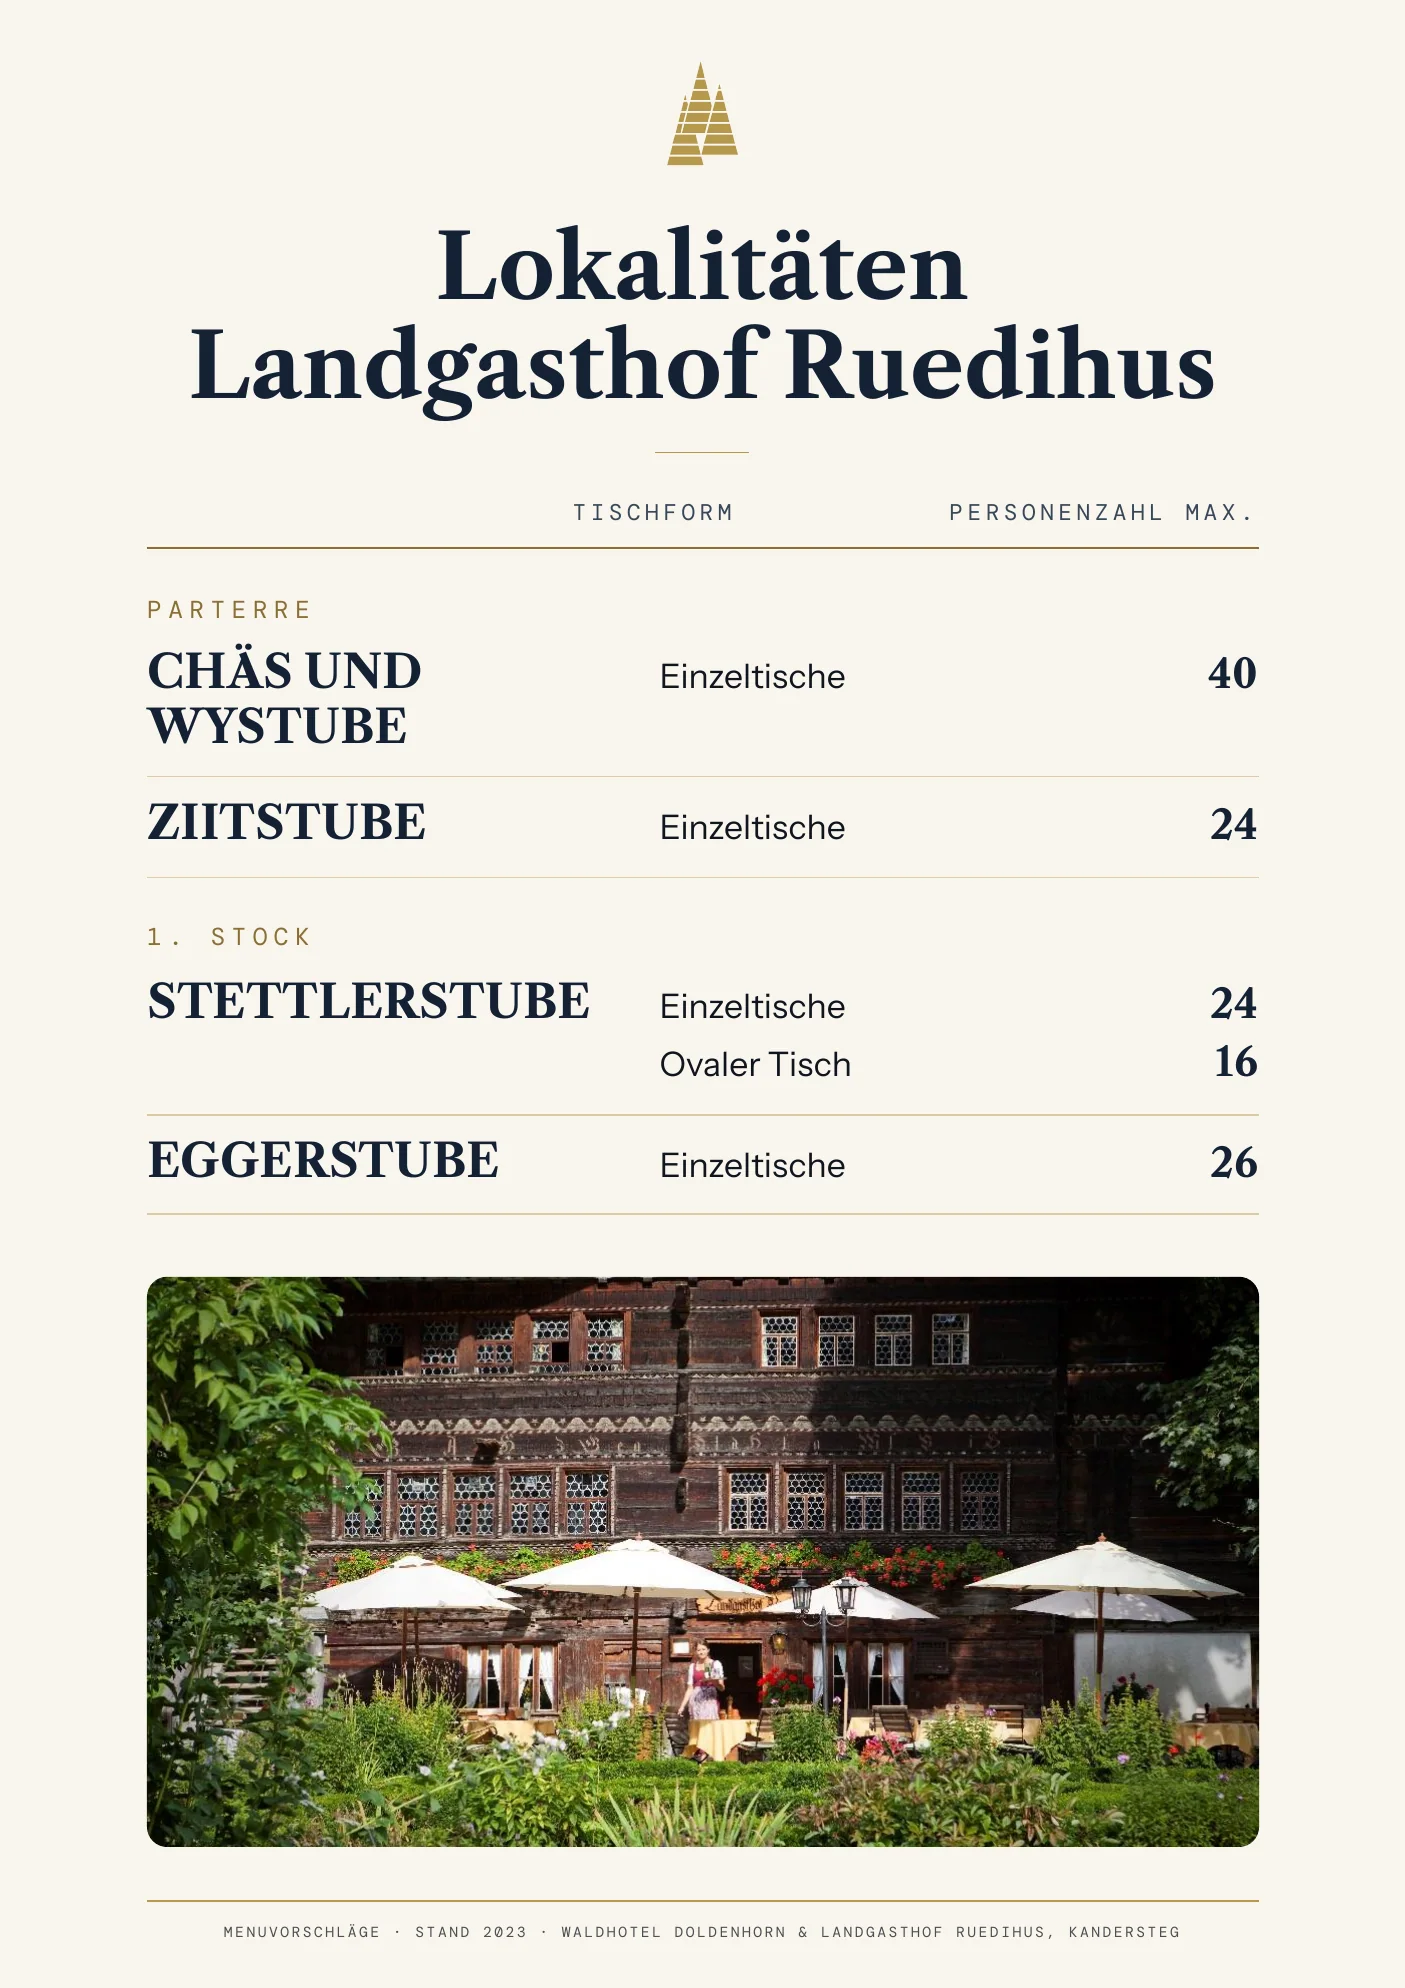 Lokalitäten
Landgasthof Ruedihus
TISCHFORM PERSONENZAHL MAX.
PARTERRE
CHÄS UND Einzeltische 40
WYSTUBE
ZIITSTUBE Einzeltische 24
1. STOCK
STETTLERSTUBE Einzeltische 24
Ovaler Tisch 16
EGGERSTUBE Einzeltische 26
Landgasthof
MENUVORSCHLÄGE · STAND 2023 · WALDHOTEL DOLDENHORN & LANDGASTHOF RUEDIHUS, KANDERSTEG